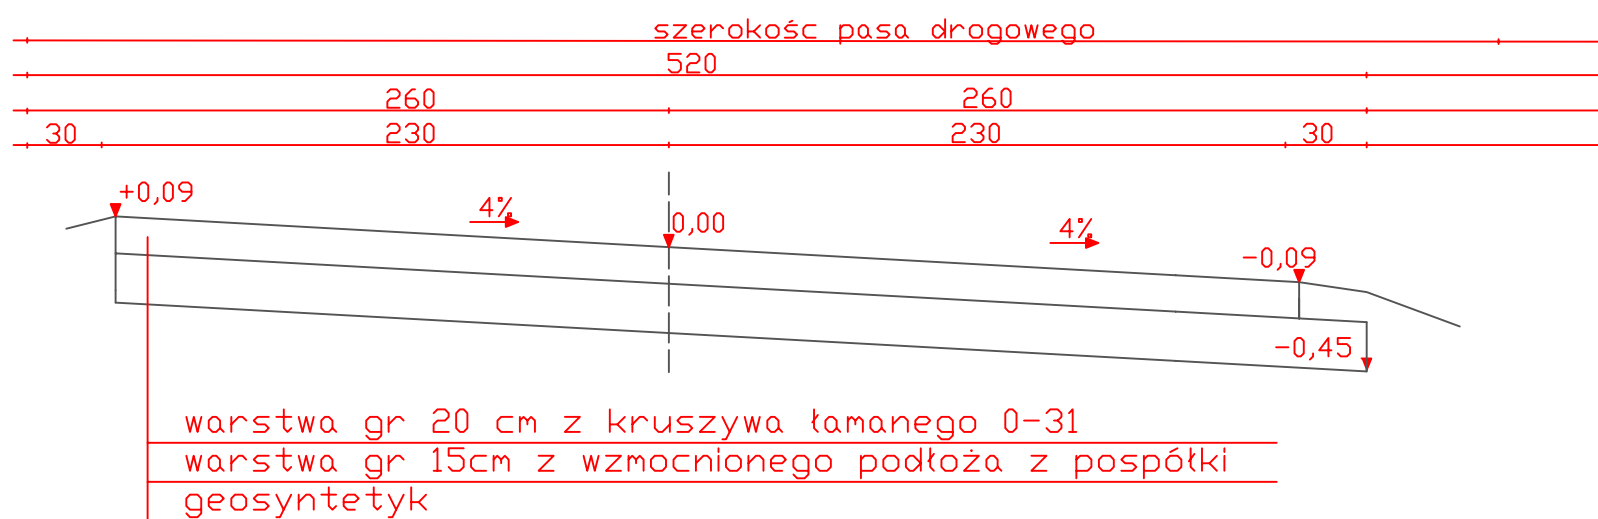 szerokośc pasa drogowego
520
260 260
30 230 230 30
+0,09
4%
0,00
4%
-0,09
-0,45
warstwa gr 20 cm z kruszywa łamanego 0-31
warstwa gr 15cm z wzmocnionego podłoża z pospółki
geosyntetyk